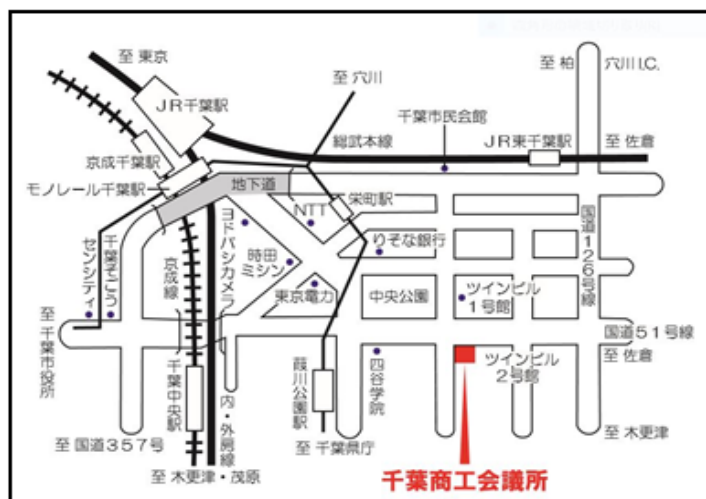 至 東京
JR千葉駅
京成千葉駅
モノレール千葉駅
地下道
至 穴川
総武本線
千葉市民会館
JR東千葉駅
至 柏
穴川I.C.
至 佐倉
栄町駅
NTT
りそな銀行
国道126号線
センシティ
千葉そごう
京成線
ヨドバシカメラ
時田
ミシン
東京電力
中央公園
ツインビル
1号館
至 千葉市役所
国道51号線
至 佐倉
千葉中央駅
内・外房線
葭川公園駅
四谷学院
ツインビル
2号館
至 国道357号
至 木更津・茂原
至 千葉県庁
至 木更津
千葉商工会議所